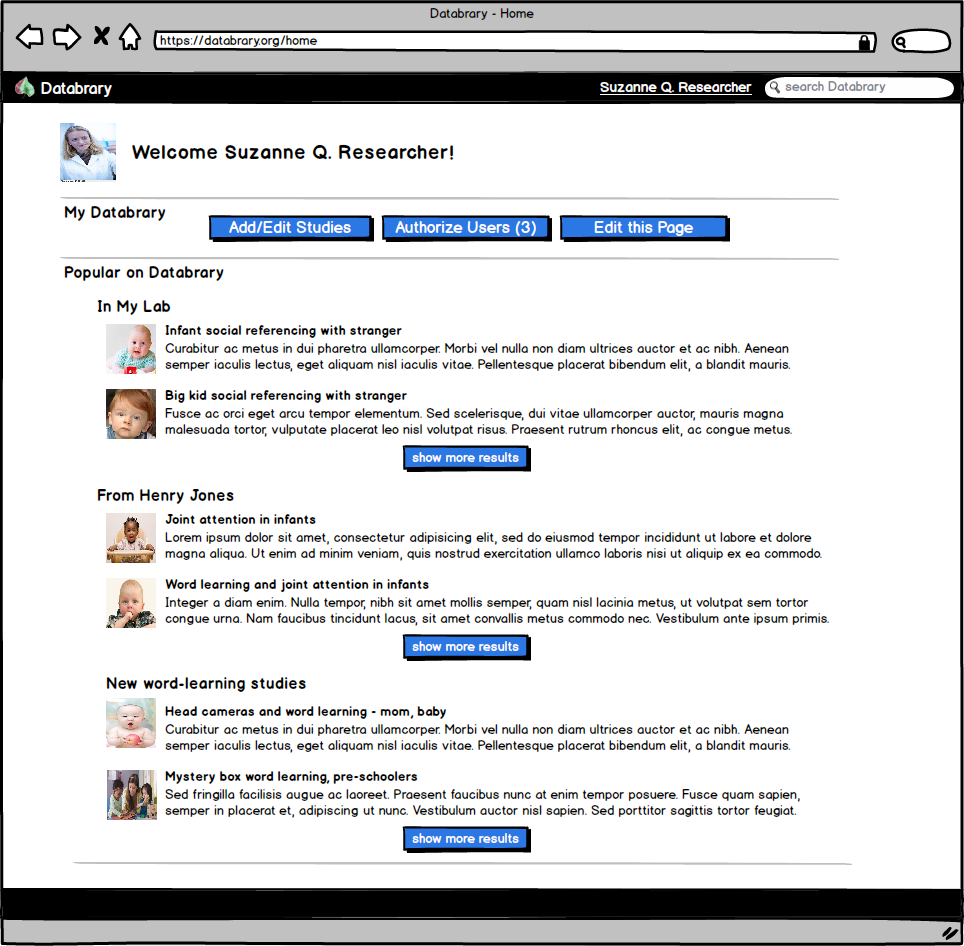 Databrary - Home
https://databrary.org/home
Databrary
Suzanne Q. Researcher
search Databrary
Welcome Suzanne Q. Researcher!
My Databrary
Add/Edit Studies
Authorize Users (3)
Edit this Page
Popular on Databrary
In My Lab
Infant social referencing with stranger
Curabitur ac metus in dui pharetra ullamcorper. Morbi vel nulla non diam ultrices auctor et ac nibh. Aenean
semper iaculis lectus, eget aliquam nisl iaculis vitae. Pellentesque placerat bibendum elit, a blandit mauris.
Big kid social referencing with stranger
Fusce ac orci eget arcu tempor elementum. Sed scelerisque, dui vitae ullamcorper auctor, mauris magna
malesuada tortor, vulputate placerat leo nisl volutpat risus. Praesent rutrum rhoncus elit, ac congue metus.
show more results
From Henry Jones
Joint attention in infants
Lorem ipsum dolor sit amet, consectetur adipisicing elit, sed do eiusmod tempor incididunt ut labore et dolore
magna aliqua. Ut enim ad minim veniam, quis nostrud exercitation ullamco laboris nisi ut aliquip ex ea commodo.
Word learning and joint attention in infants
Integer a diam enim. Nulla tempor, nibh sit amet mollis semper, quam nisl lacinia metus, ut volutpat sem tortor
congue urna. Nam faucibus tincidunt lacus, sit amet convallis metus commodo nec. Vestibulum ante ipsum primis.
show more results
New word-learning studies
Head cameras and word learning - mom, baby
Curabitur ac metus in dui pharetra ullamcorper. Morbi vel nulla non diam ultrices auctor et ac nibh. Aenean
semper iaculis lectus, eget aliquam nisl iaculis vitae. Pellentesque placerat bibendum elit, a blandit mauris.
Mystery box word learning, pre-schoolers
Sed fringilla facilisis augue ac laoreet. Praesent faucibus nunc at enim tempor posuere. Fusce quam sapien,
semper in placerat et, adipiscing ut nunc. Vestibulum auctor nisl sapien. Sed porttitor sagittis tortor feugiat.
show more results